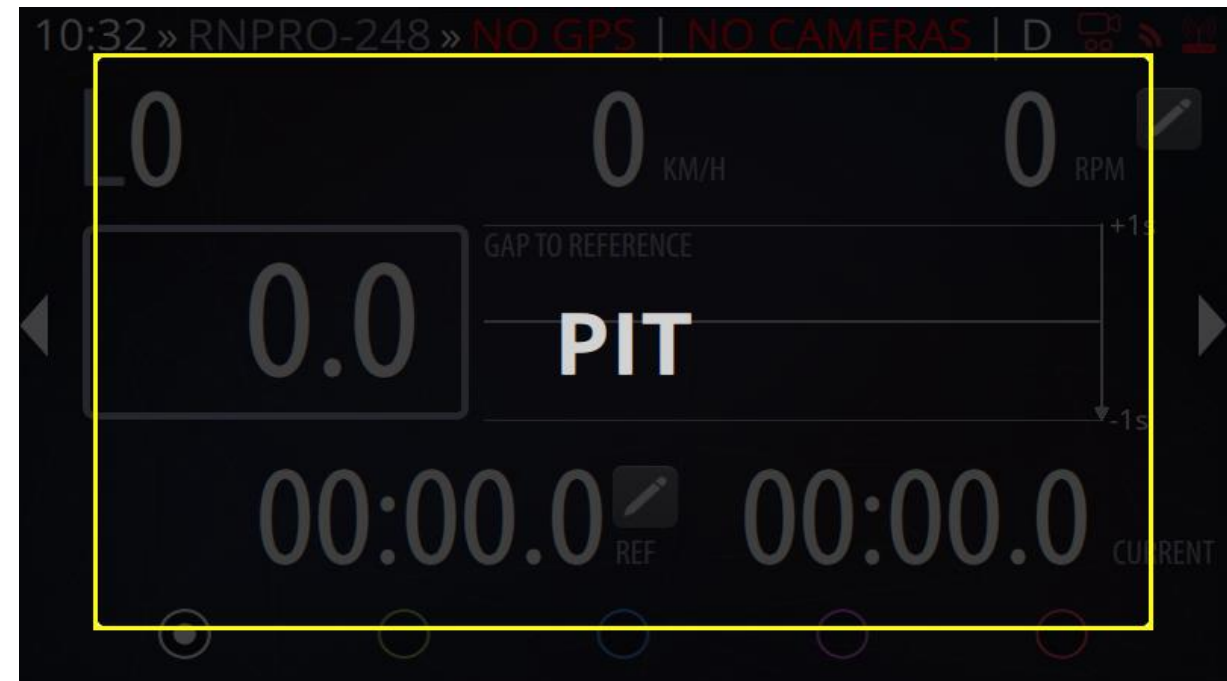 10:32 » RNPRO-248 » NO GPS | NO CAMERAS | D
L0 0 KM/H 0 RPM
+1s
GAP TO REFERENCE
0.0
PIT
-1s
00:00.0 REF 00:00.0 CURRENT